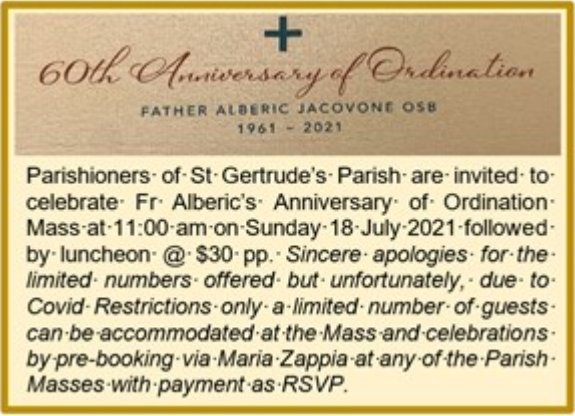 60th Anniversary of Ordination
FATHER ALBERIC JACOVONE OSB
1961 – 2021
Parishioners of St Gertrude's Parish are invited to
celebrate Fr Alberic's Anniversary of Ordination
Mass at 11:00 am on Sunday 18 July 2021 followed
by luncheon @ $30 pp. Sincere apologies for the
limited numbers offered but unfortunately, due to
Covid Restrictions only a limited number of guests
can be accommodated at the Mass and celebrations
by pre-booking via Maria Zappia at any of the Parish
Masses with payment as RSVP.